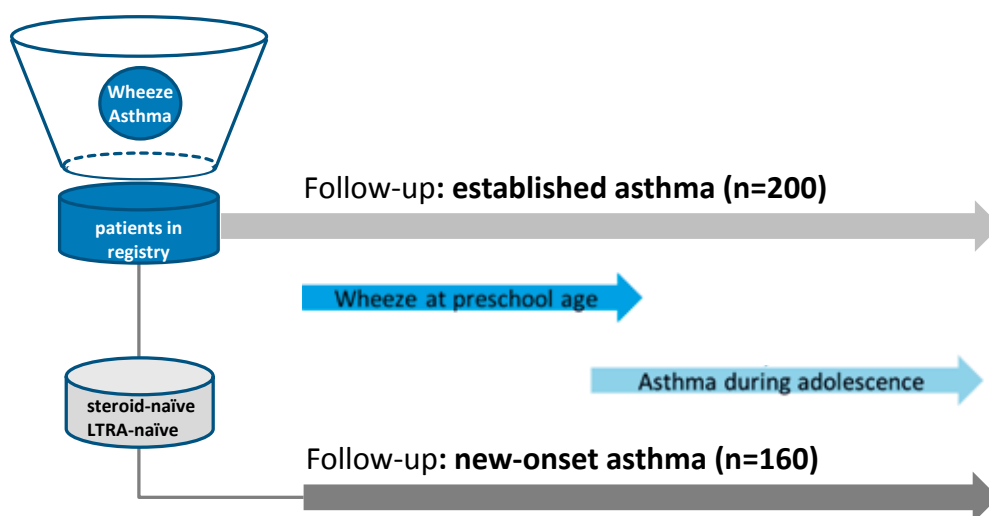 Wheeze
Asthma
Follow-up: established asthma (n=200)
patients in
registry
Wheeze at preschool age
Asthma during adolescence
steroid-naïve
LTRA-naïve
Follow-up: new-onset asthma (n=160)